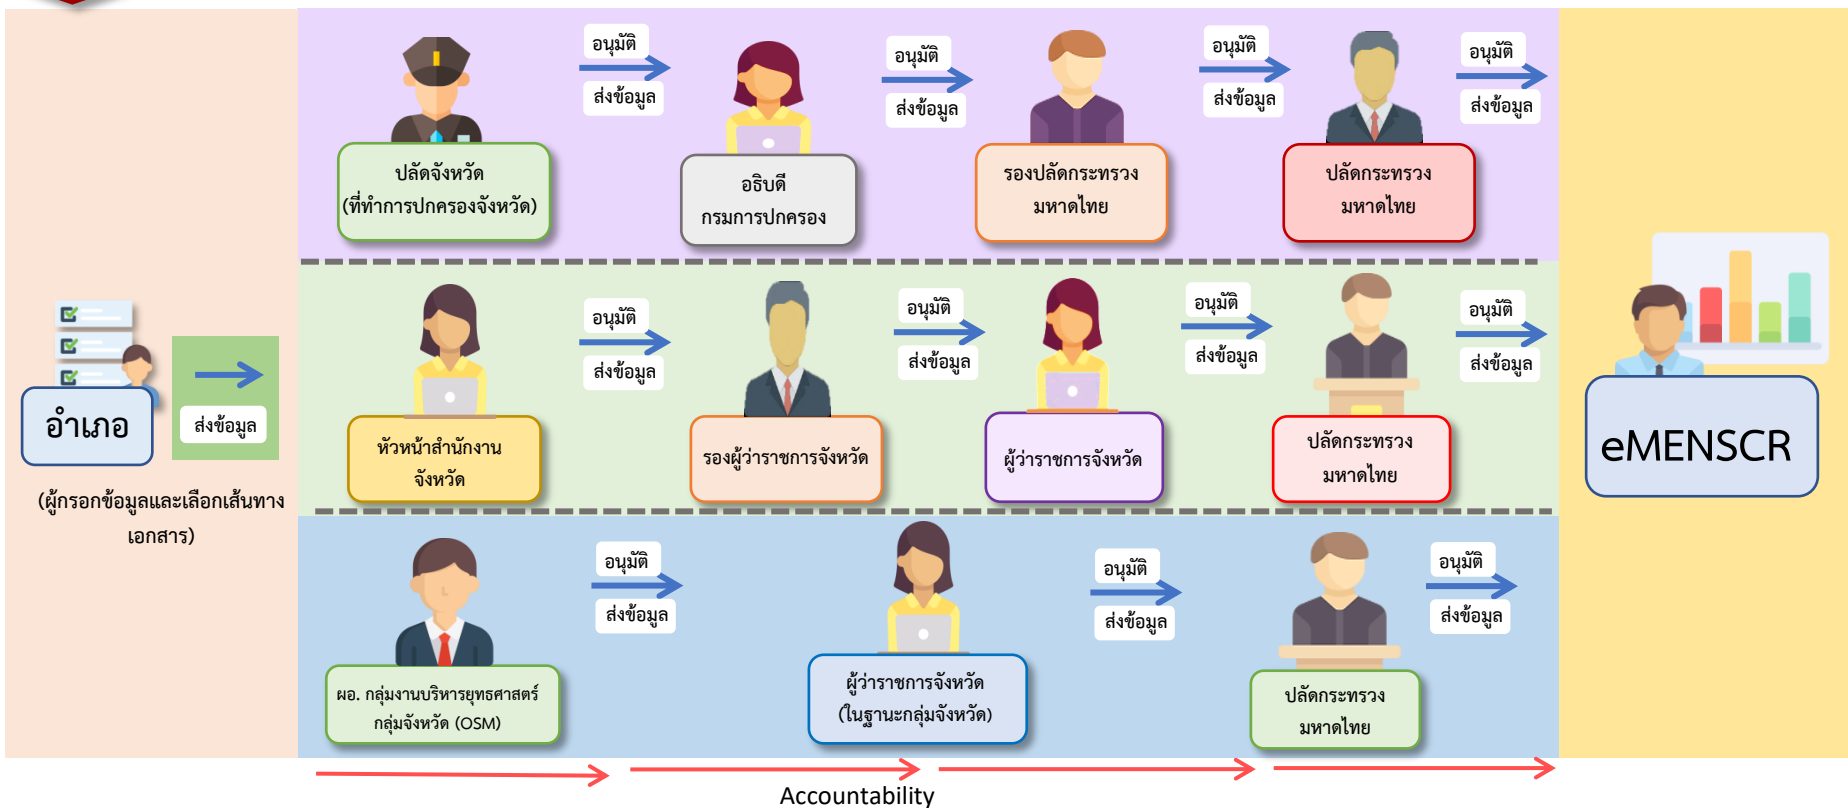 อนุมัติ
ส่งข้อมูล
อนุมัติ
ส่งข้อมูล
อนุมัติ
ส่งข้อมูล
อนุมัติ
ส่งข้อมูล
ปลัดจังหวัด
(ที่ทำการปกครองจังหวัด)
อธิบดี
กรมการปกครอง
รองปลัดกระทรวง
มหาดไทย
ปลัดกระทรวง
มหาดไทย
อำเภอ
ส่งข้อมูล
(ผู้กรอกข้อมูลและเลือกเส้นทาง
เอกสาร)
อนุมัติ
ส่งข้อมูล
อนุมัติ
ส่งข้อมูล
อนุมัติ
ส่งข้อมูล
อนุมัติ
ส่งข้อมูล
หัวหน้าสำนักงาน
จังหวัด
รองผู้ว่าราชการจังหวัด
ผู้ว่าราชการจังหวัด
ปลัดกระทรวง
มหาดไทย
eMENSCR
อนุมัติ
ส่งข้อมูล
อนุมัติ
ส่งข้อมูล
อนุมัติ
ส่งข้อมูล
ผอ. กลุ่มงานบริหารยุทธศาสตร์
กลุ่มจังหวัด (OSM)
ผู้ว่าราชการจังหวัด
(ในฐานะกลุ่มจังหวัด)
ปลัดกระทรวง
มหาดไทย
Accountability